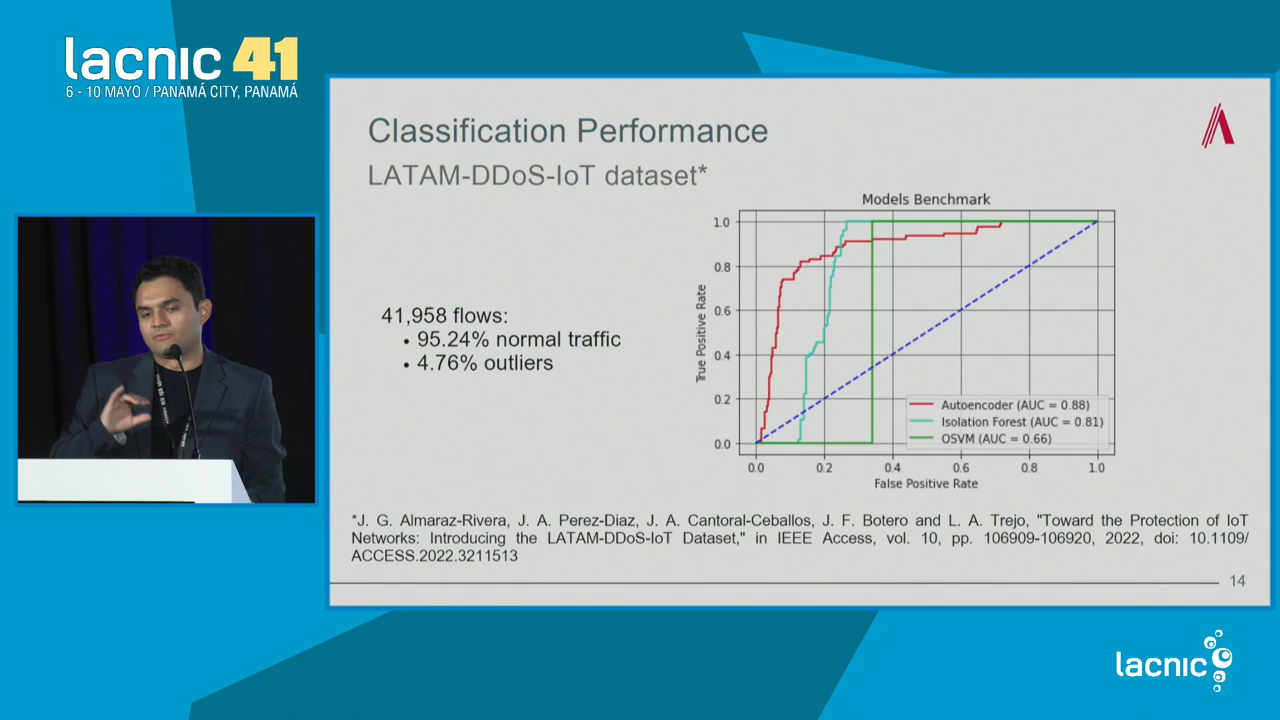 lacnic 41
6 - 10 MAYO / PANAMÁ CITY, PANAMÁ
Classification Performance
LATAM-DDoS-IoT dataset*
41,958 flows:
• 95.24% normal traffic
• 4.76% outliers
Models Benchmark
True Positive Rate
1.0
0.8
0.6
0.4
0.2
0.0
Autoencoder (AUC = 0.88)
Isolation Forest (AUC = 0.81)
OSVM (AUC = 0.66)
0.0 0.2 0.4 0.6 0.8 1.0
False Positive Rate
*J. G. Almaraz-Rivera, J. A. Perez-Diaz, J. A. Cantoral-Ceballos, J. F. Botero and L. A. Trejo, "Toward the Protection of IoT
Networks: Introducing the LATAM-DDoS-IoT Dataset," in IEEE Access, vol. 10, pp. 106909-106920, 2022, doi: 10.1109/
ACCESS.2022.3211513
14
lacnic